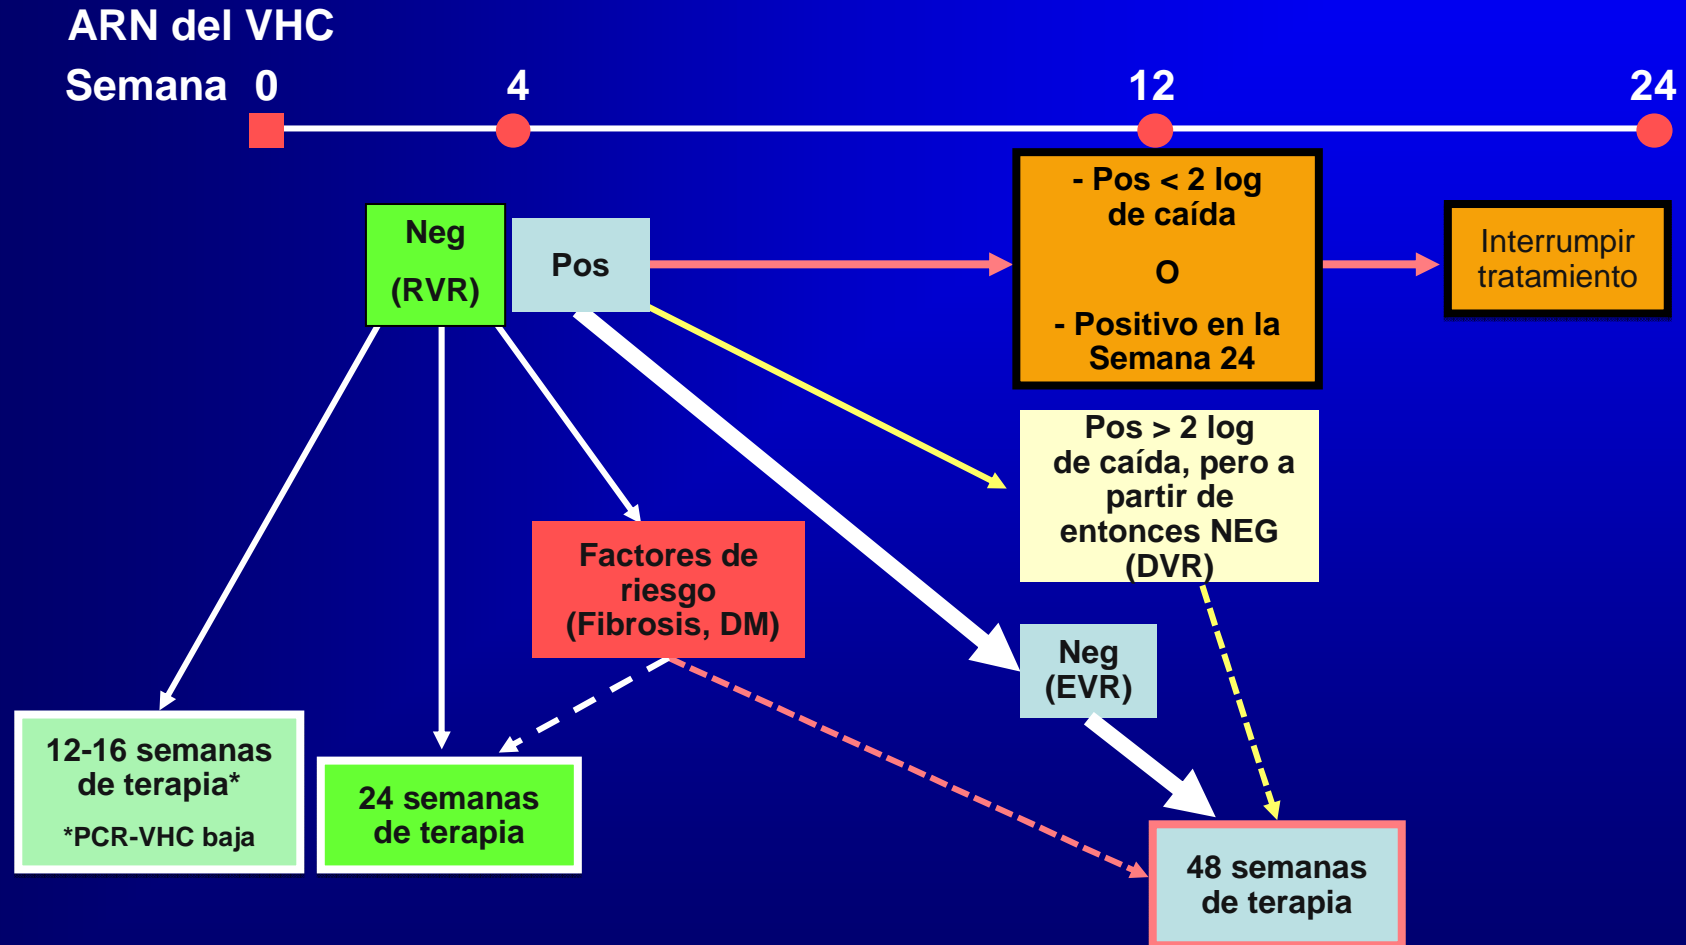 ARN del VHC
Semana 0 4 12 24
Neg
(RVR)
Pos
- Pos < 2 log
de caída
O
- Positivo en la
Semana 24
Interrumpir
tratamiento
Pos > 2 log
de caída, pero a
partir de
entonces NEG
(DVR)
Factores de
riesgo
(Fibrosis, DM)
Neg
(EVR)
12-16 semanas
de terapia*
*PCR-VHC baja
24 semanas
de terapia
48 semanas
de terapia